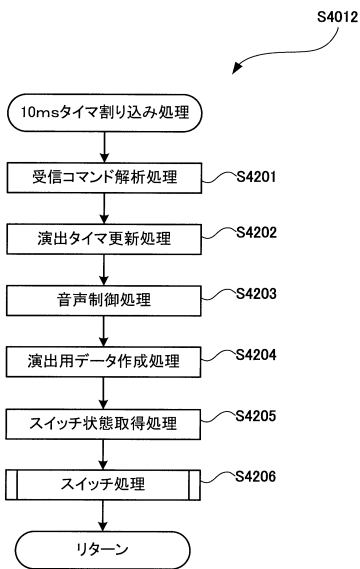 S4012
10msタイマ割り込み処理
受信コマンド解析処理
S4201
演出タイマ更新処理
S4202
音声制御処理
S4203
演出用データ作成処理
S4204
スイッチ状態取得処理
S4205
スイッチ処理
S4206
リターン